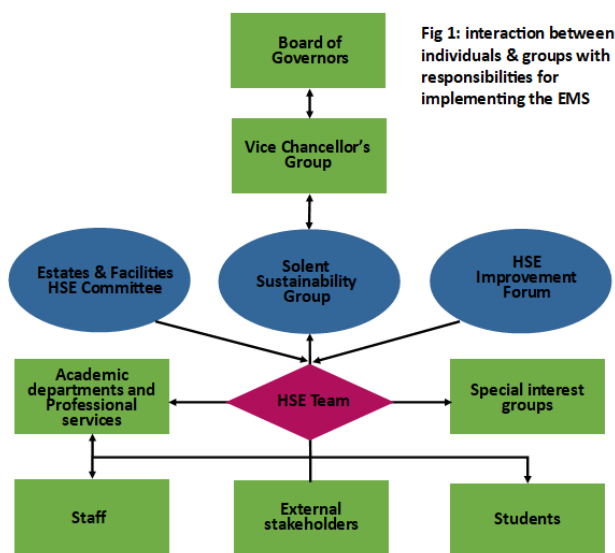 Board of
Governors
Fig 1: interaction between
individuals & groups with
responsibilities for
implementing the EMS
Vice Chancellor's
Group
Estates & Facilities
HSE Committee
Solent
Sustainability
Group
HSE
Improvement
Forum
Academic
departments and
Professional
services
HSE Team
Special interest
groups
Staff
External
stakeholders
Students